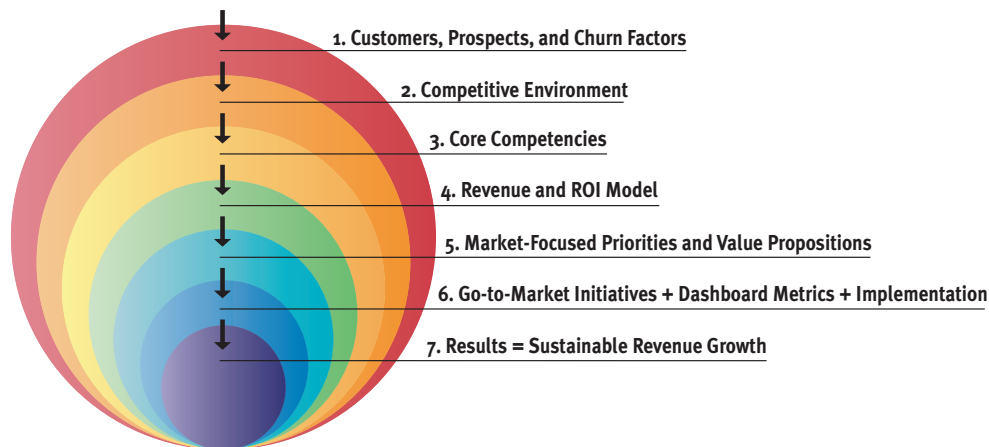 1. Customers, Prospects, and Churn Factors
2. Competitive Environment
3. Core Competencies
4. Revenue and ROI Model
5. Market-Focused Priorities and Value Propositions
6. Go-to-Market Initiatives + Dashboard Metrics + Implementation
7. Results = Sustainable Revenue Growth